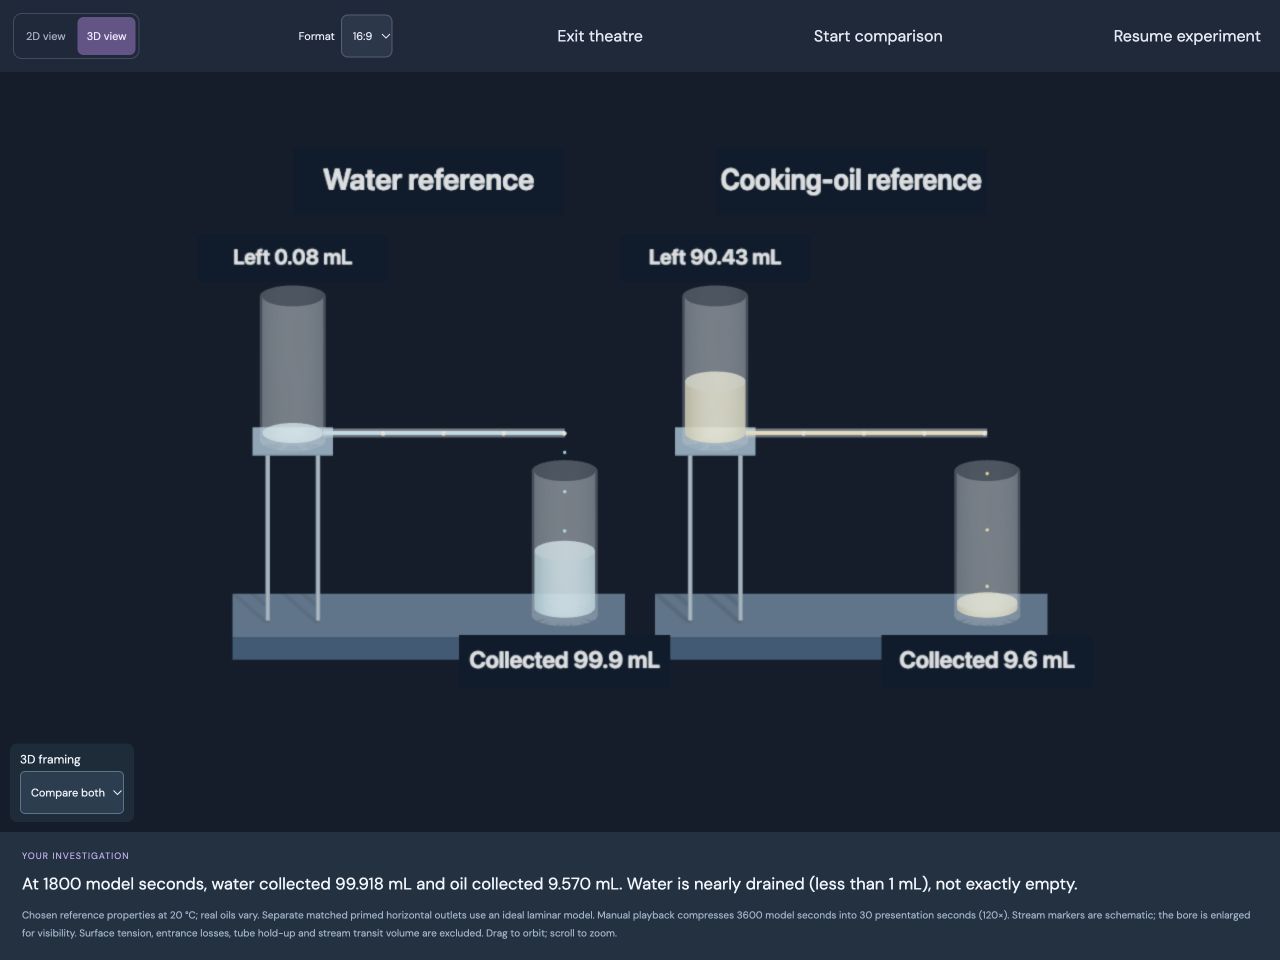 2D view
3D view
Format
16:9
Exit theatre
Start comparison
Resume experiment
Water reference
Cooking-oil reference
Left 0.08 mL
Left 90.43 mL
Collected 99.9 mL
Collected 9.6 mL
3D framing
Compare both
YOUR INVESTIGATION
At 1800 model seconds, water collected 99.918 mL and oil collected 9.570 mL. Water is nearly drained (less than 1 mL), not exactly empty.
Chosen reference properties at 20 °C; real oils vary. Separate matched primed horizontal outlets use an ideal laminar model. Manual playback compresses 3600 model seconds into 30 presentation seconds (120×). Stream markers are schematic; the bore is enlarged
for visibility. Surface tension, entrance losses, tube hold-up and stream transit volume are excluded. Drag to orbit; scroll to zoom.